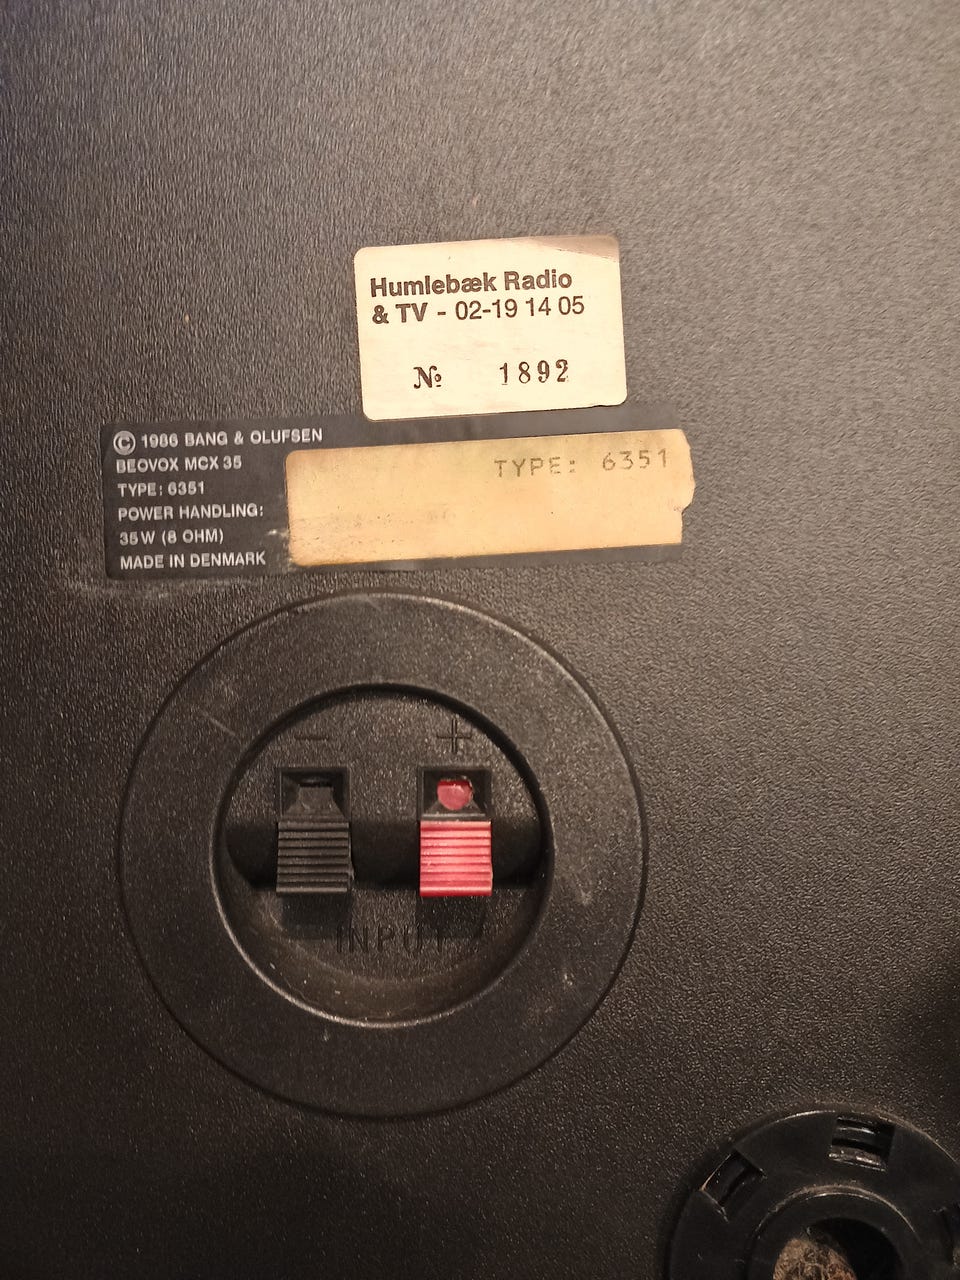 Humlebæk Radio
& TV - 02-19 14 05
№ 1892
© 1986 BANG & OLUFSEN
BEOVOX MCX 35
TYPE: 6351
POWER HANDLING:
35W (8 OHM)
MADE IN DENMARK
TYPE: 6351
− +
INPUT